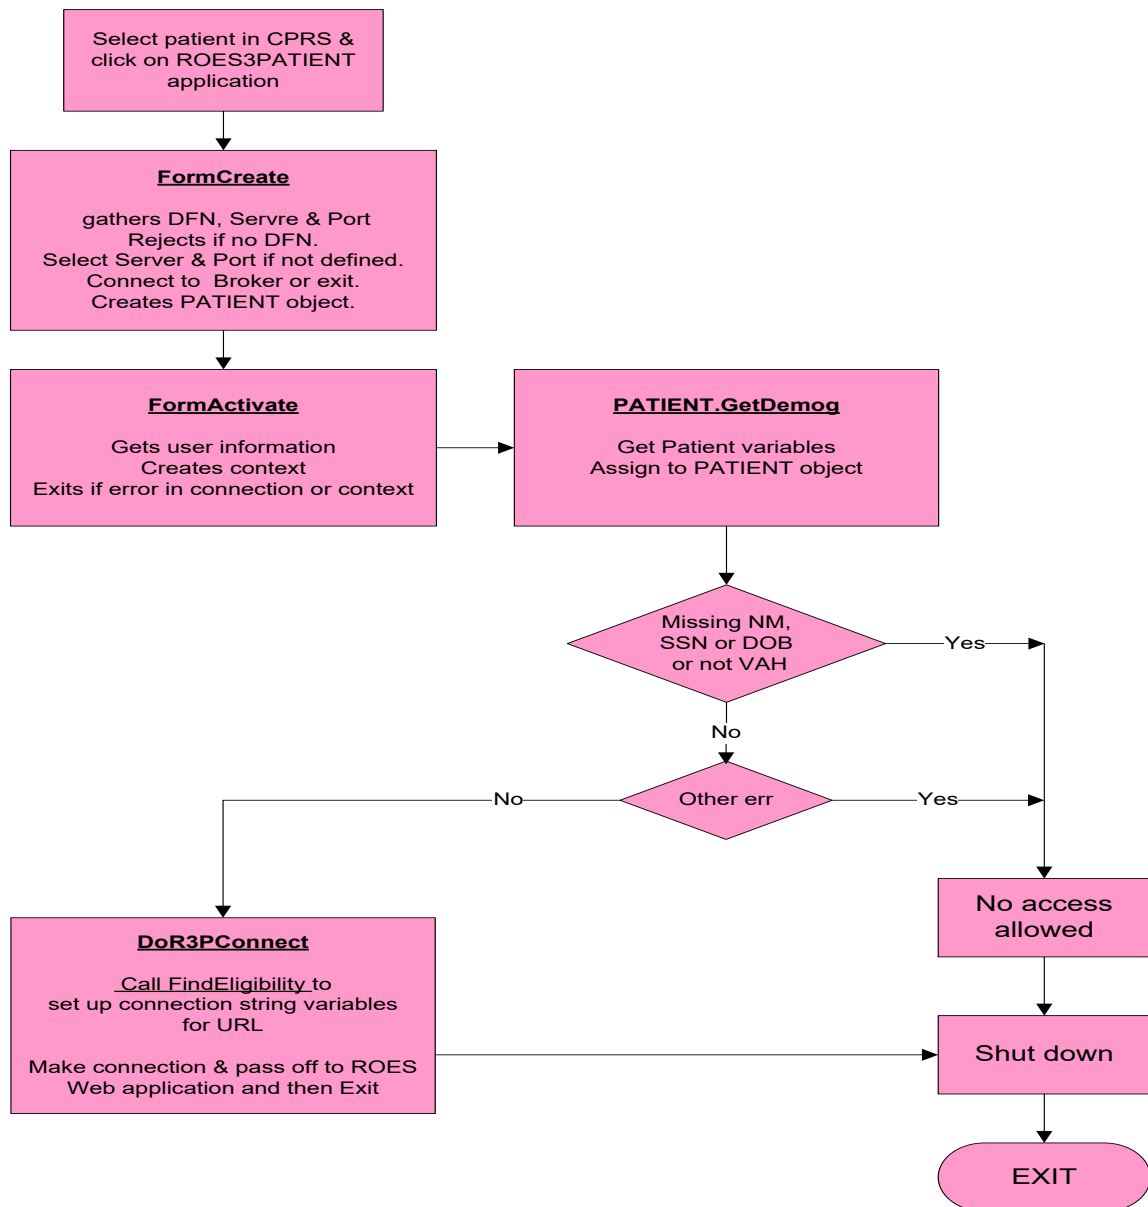 Select patient in CPRS &
click on ROES3PATIENT
application
FormCreate
gathers DFN, Servre & Port
Rejects if no DFN.
Select Server & Port if not defined.
Connect to Broker or exit.
Creates PATIENT object.
FormActivate
Gets user information
Creates context
Exits if error in connection or context
PATIENT.GetDemog
Get Patient variables
Assign to PATIENT object
Missing NM,
SSN or DOB
or not VAH
Yes
No
Other err
No
Yes
No access
allowed
DoR3PConnect
Call FindEligibility to
set up connection string variables
for URL
Make connection & pass off to ROES
Web application and then Exit
Shut down
EXIT